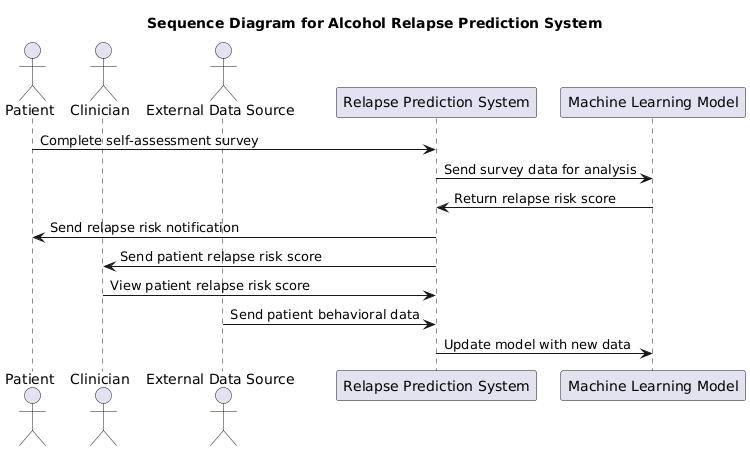 Sequence Diagram for Alcohol Relapse Prediction System
Patient
Clinician
External Data Source
Relapse Prediction System
Machine Learning Model
Complete self-assessment survey
Send survey data for analysis
Return relapse risk score
Send relapse risk notification
Send patient relapse risk score
View patient relapse risk score
Send patient behavioral data
Update model with new data
Patient
Clinician
External Data Source
Relapse Prediction System
Machine Learning Model